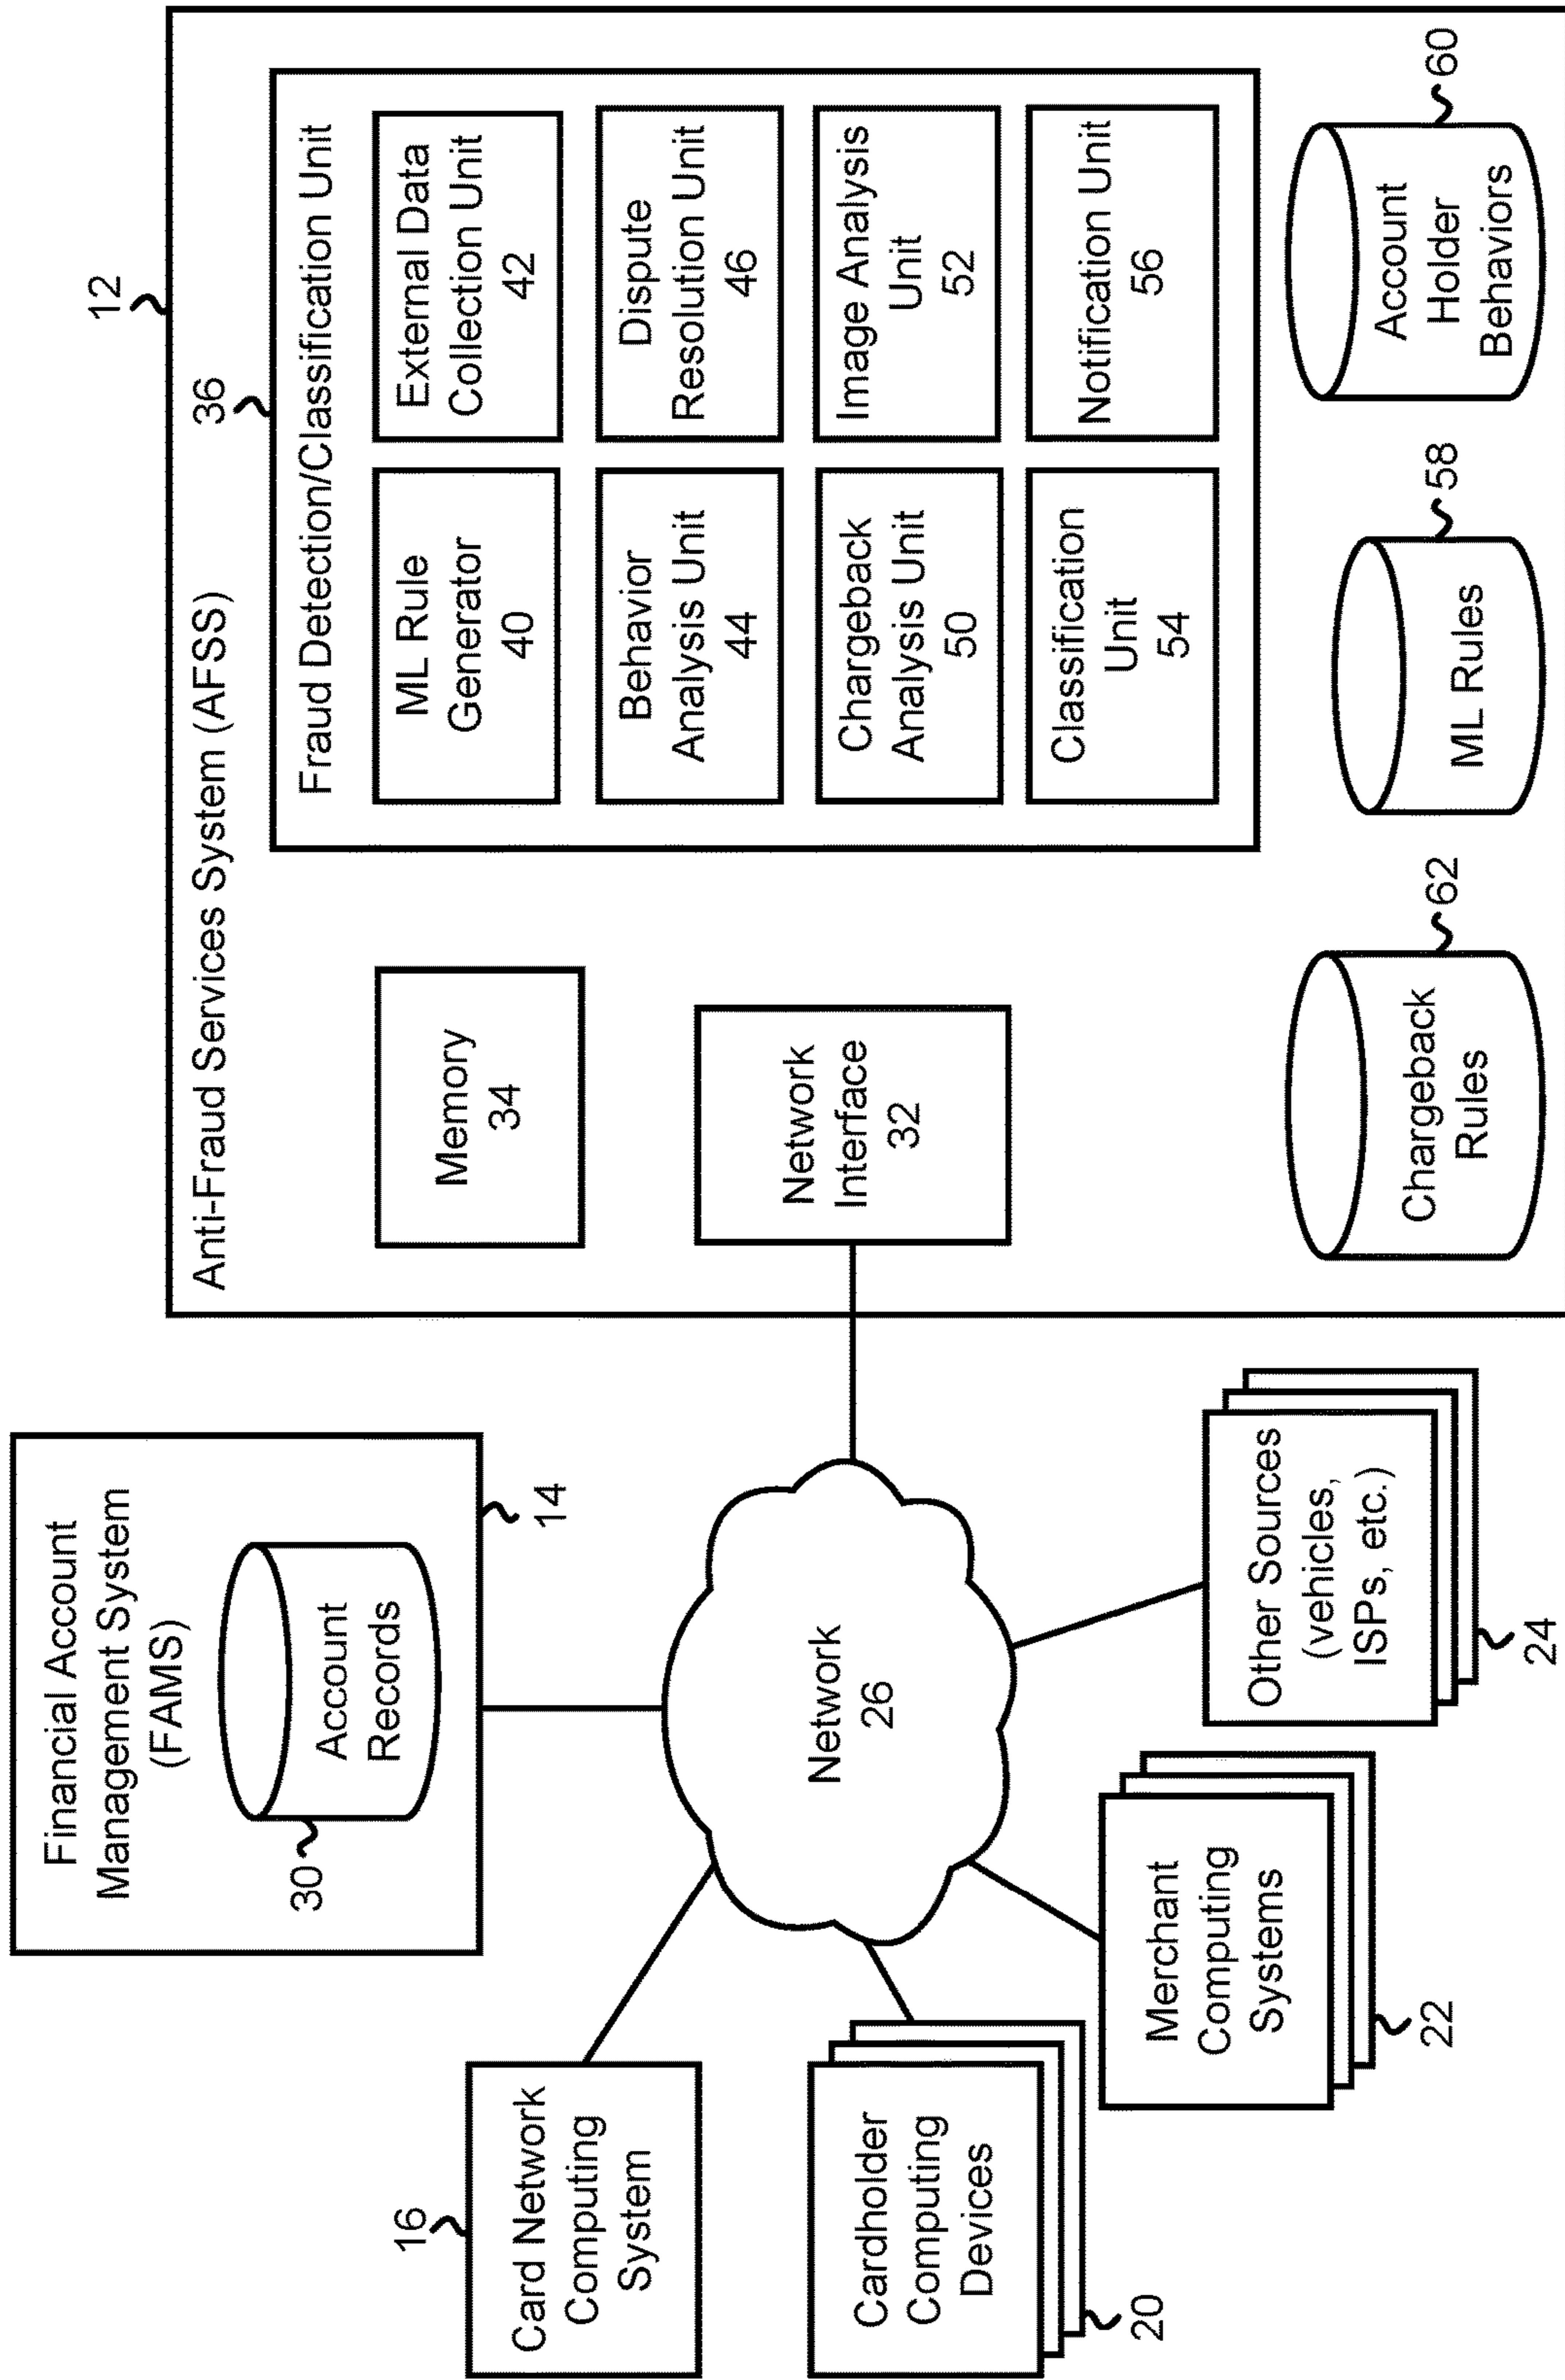 Financial Account
Management System
(FAMS)
30
Account
Records
14
16
Card Network
Computing
System
Cardholder
Computing
Devices
20
Network
26
Merchant
Computing
Systems
22
Other Sources
(vehicles,
ISPs, etc.)
24
12
Anti-Fraud Services System (AFSS)
Memory
34
Network
Interface
32
36
Fraud Detection/Classification Unit
ML Rule
Generator
40
External Data
Collection Unit
42
Behavior
Analysis Unit
44
Dispute
Resolution Unit
46
Chargeback
Analysis Unit
50
Image Analysis
Unit
52
Classification
Unit
54
Notification Unit
56
Chargeback
Rules
62
ML Rules
58
Account
Holder
Behaviors
60